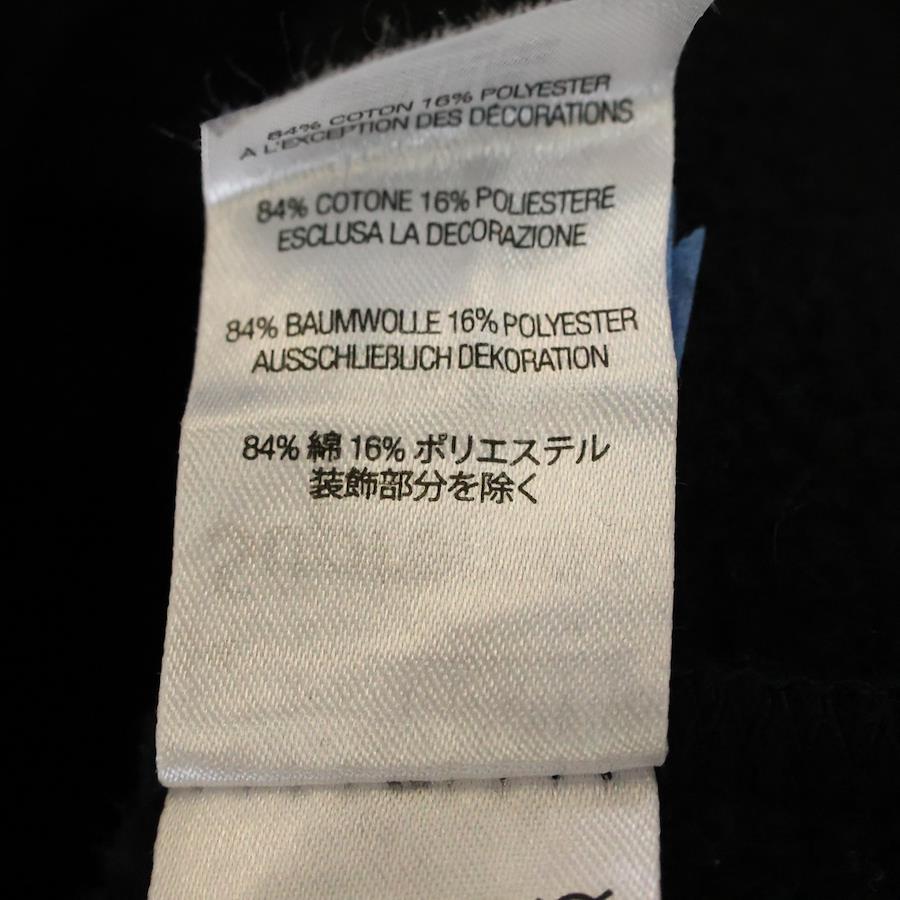 84% COTON 16% POLYESTER
A L'EXCEPTION DES DÉCORATIONS
84% COTONE 16% POLIESTERE
ESCLUSA LA DECORAZIONE
84% BAUMWOLLE 16% POLYESTER
AUSSCHLIEßLICH DEKORATION
84% 綿 16% ポリエステル
装飾部分を除く